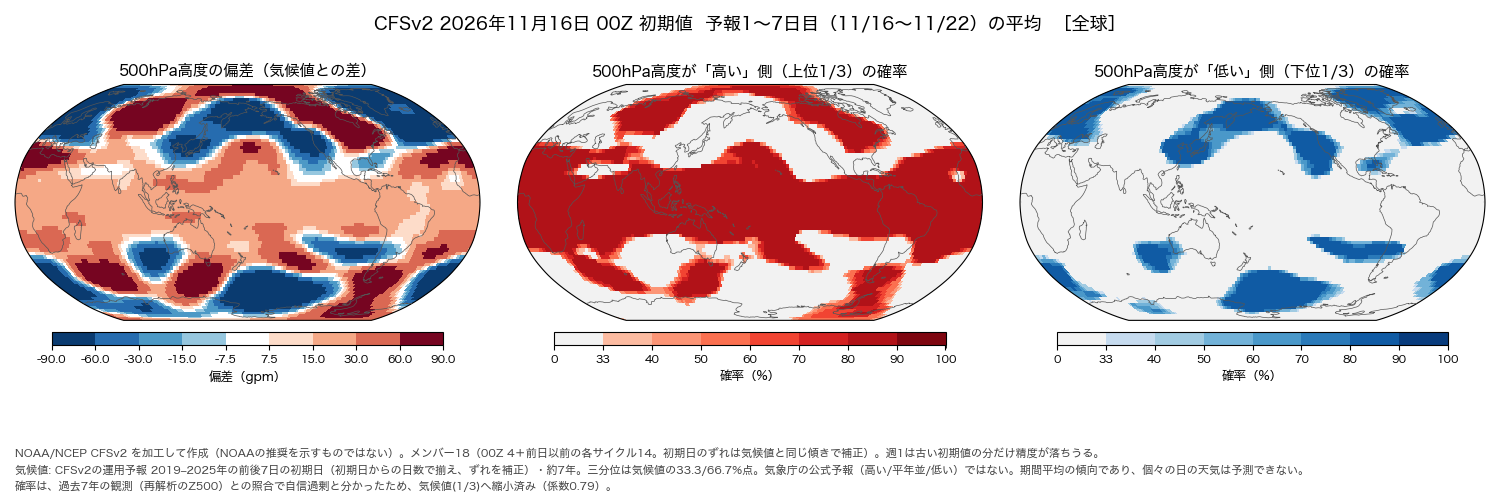 CFSv2 2026年11月16日 00Z 初期値 予報1〜7日目（11/16〜11/22）の平均 ［全球］
500hPa高度の偏差（気候値との差）
500hPa高度が「高い」側（上位1/3）の確率
500hPa高度が「低い」側（下位1/3）の確率
-90.0 -60.0 -30.0 -15.0 -7.5 7.5 15.0 30.0 60.0 90.0
偏差（gpm）
0 33 40 50 60 70 80 90 100
確率（%）
0 33 40 50 60 70 80 90 100
確率（%）
NOAA/NCEP CFSv2 を加工して作成（NOAAの推奨を示すものではない）。メンバー18（00Z 4＋前日以前の各サイクル14。初期日のずれは気候値と同じ傾きで補正）。週1は古い初期値の分だけ精度が落ちうる。
気候値: CFSv2の運用予報 2019–2025年の前後7日の初期日（初期日からの日数で揃え、ずれを補正）・約7年。三分位は気候値の33.3/66.7%点。気象庁の公式予報（高い/平年並/低い）ではない。期間平均の傾向であり、個々の日の天気は予測できない。
確率は、過去7年の観測（再解析のZ500）との照合で自信過剰と分かったため、気候値(1/3)へ縮小済み（係数0.79）。